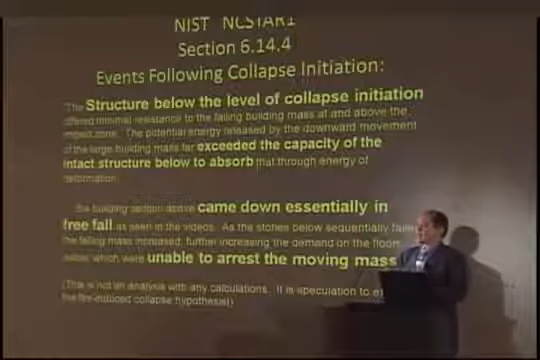 NIST NCSTAR1
Section 6.14.4
Events Following Collapse Initiation:
"The Structure below the level of collapse initiation
offered minimal resistance to the falling building mass at and above the
impact zone. The potential energy released by the downward movement
of the large building mass far exceeded the capacity of the
intact structure below to absorb that through energy of
deformation.
the building section above came down essentially in
free fall as seen in the videos. As the stories below sequentially failed
the falling mass increased, further increasing the demand on the floors
below which were unable to arrest the moving mass
(This is not an analysis with any calculations. It is speculation to
the fire-induced collapse hypothesis!)